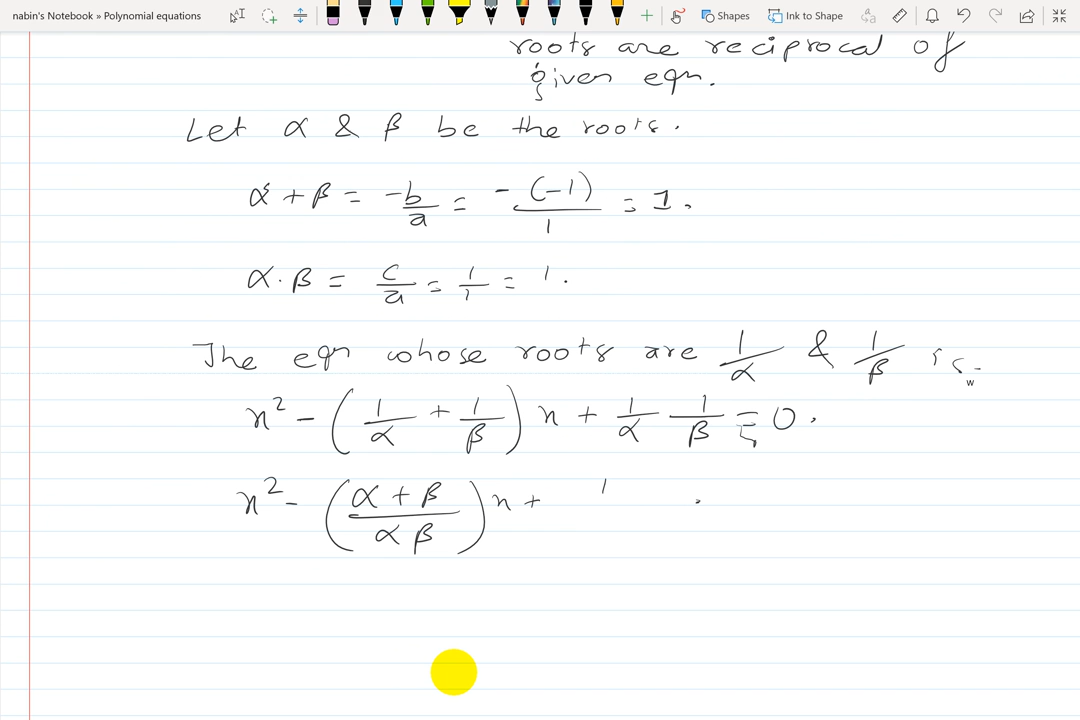 nabin's Notebook » Polynomial equations
Shapes
Ink to Shape
roots are reciprocal of
given eqn.
Let α & β be the roots.
α + β = -b/a = -(-1)/1 = 1.
α . β = c/a = 1/1 = 1.
The eqn whose roots are 1/α & 1/β is
x² - (1/α + 1/β) x + 1/α 1/β = 0.
x² - (α + β/αβ) x + 1